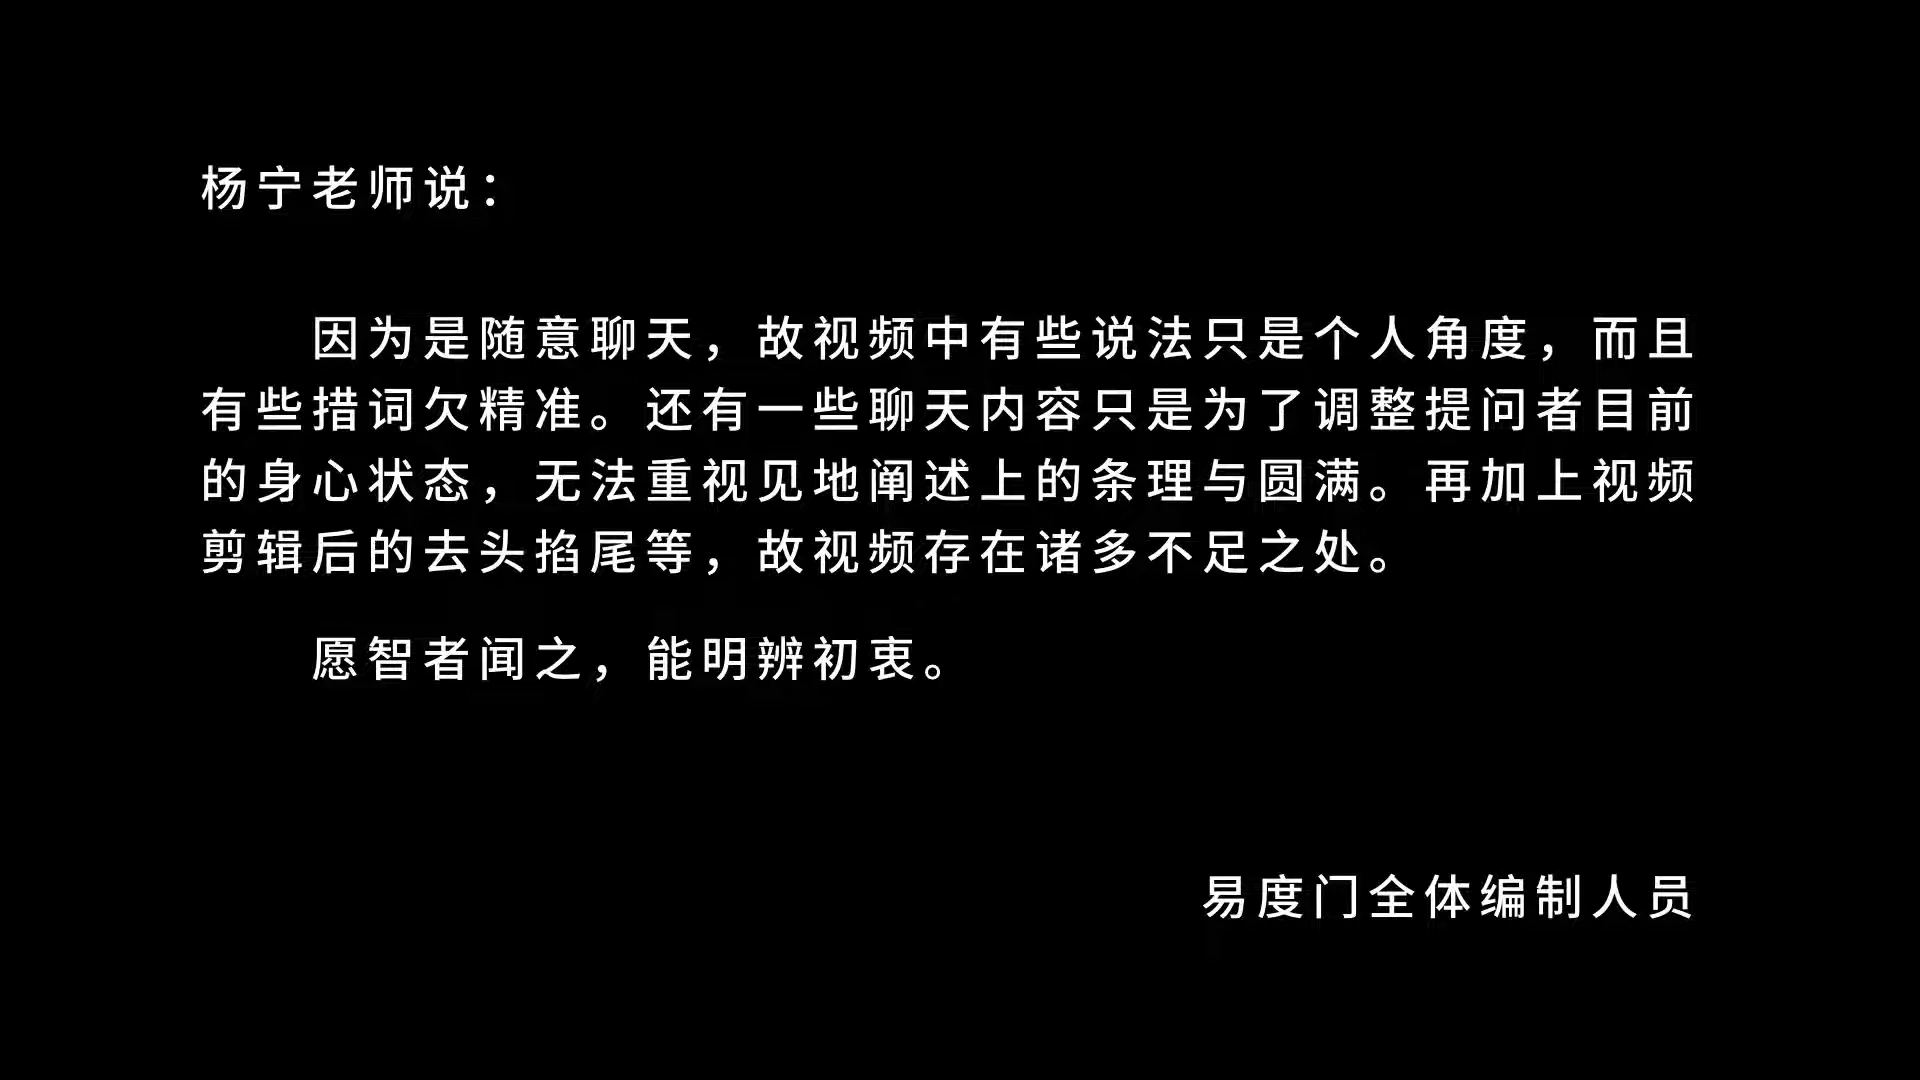 杨宁老师说：
因为是随意聊天，故视频中有些说法只是个人角度，而且
有些措词欠精准。还有一些聊天内容只是为了调整提问者目前
的身心状态，无法重视见地阐述上的条理与圆满。再加上视频
剪辑后的去头掐尾等，故视频存在诸多不足之处。
愿智者闻之，能明辨初衷。
易度门全体编制人员